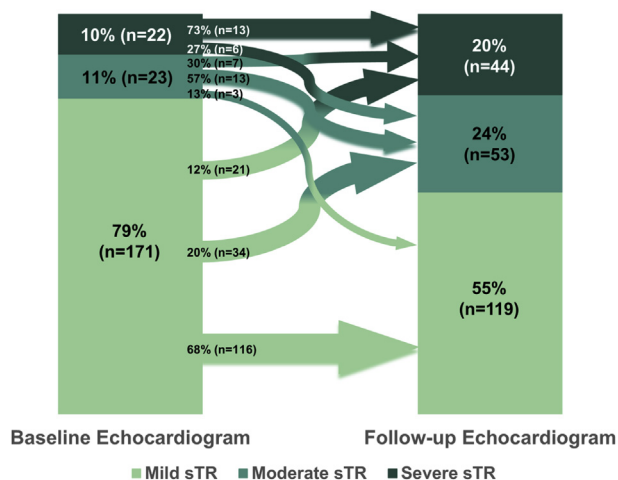 10% (n=22)
73% (n=13)
27% (n=6)
30% (n=7)
11% (n=23)
57% (n=13)
13% (n=3)
12% (n=21)
79%
(n=171)
20% (n=34)
68% (n=116)
20%
(n=44)
24%
(n=53)
55%
(n=119)
Baseline Echocardiogram
Follow-up Echocardiogram
Mild sTR Moderate sTR Severe sTR